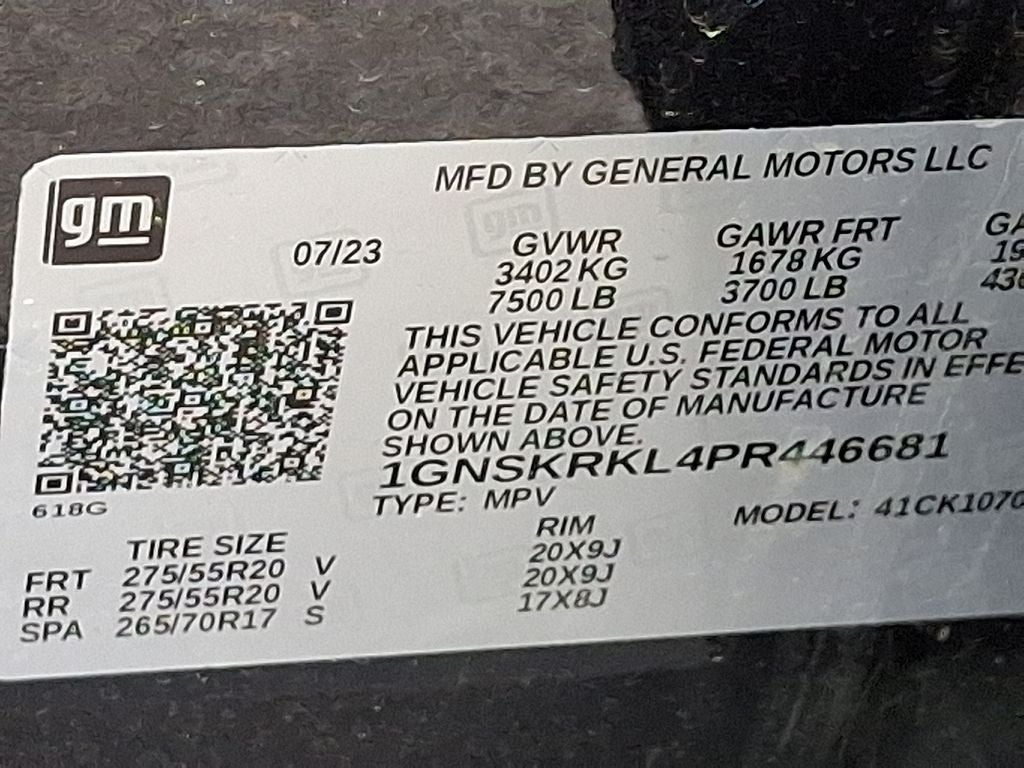 gm
MFD BY GENERAL MOTORS LLC
07/23
GVWR GAWR FRT
3402 KG 1678 KG
7500 LB 3700 LB
THIS VEHICLE CONFORMS TO ALL
APPLICABLE U.S. FEDERAL MOTOR
VEHICLE SAFETY STANDARDS IN EFFE
ON THE DATE OF MANUFACTURE
SHOWN ABOVE.
1GNSKRKL4PR446681
618G
TYPE: MPV MODEL: 41CK1070
TIRE SIZE RIM
FRT 275/55R20 V 20X9J
RR 275/55R20 V 20X9J
SPA 265/70R17 S 17X8J